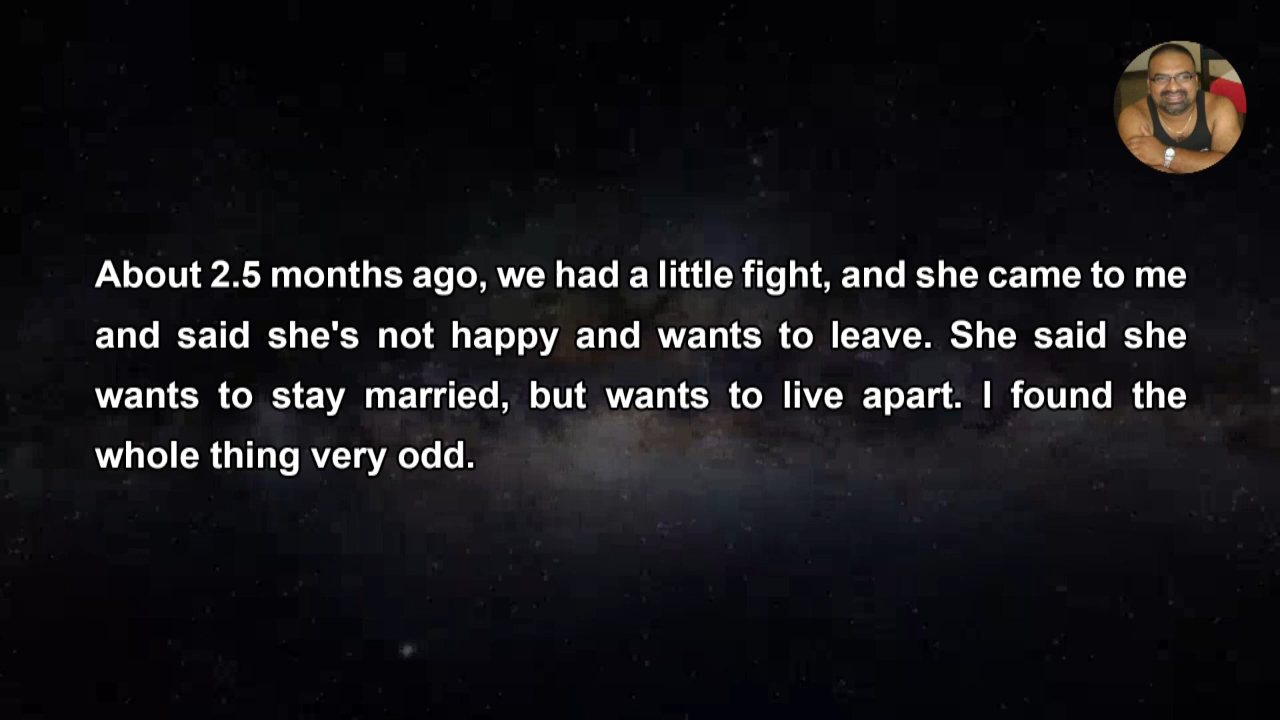 About 2.5 months ago, we had a little fight, and she came to me
and said she's not happy and wants to leave. She said she
wants to stay married, but wants to live apart. I found the
whole thing very odd.